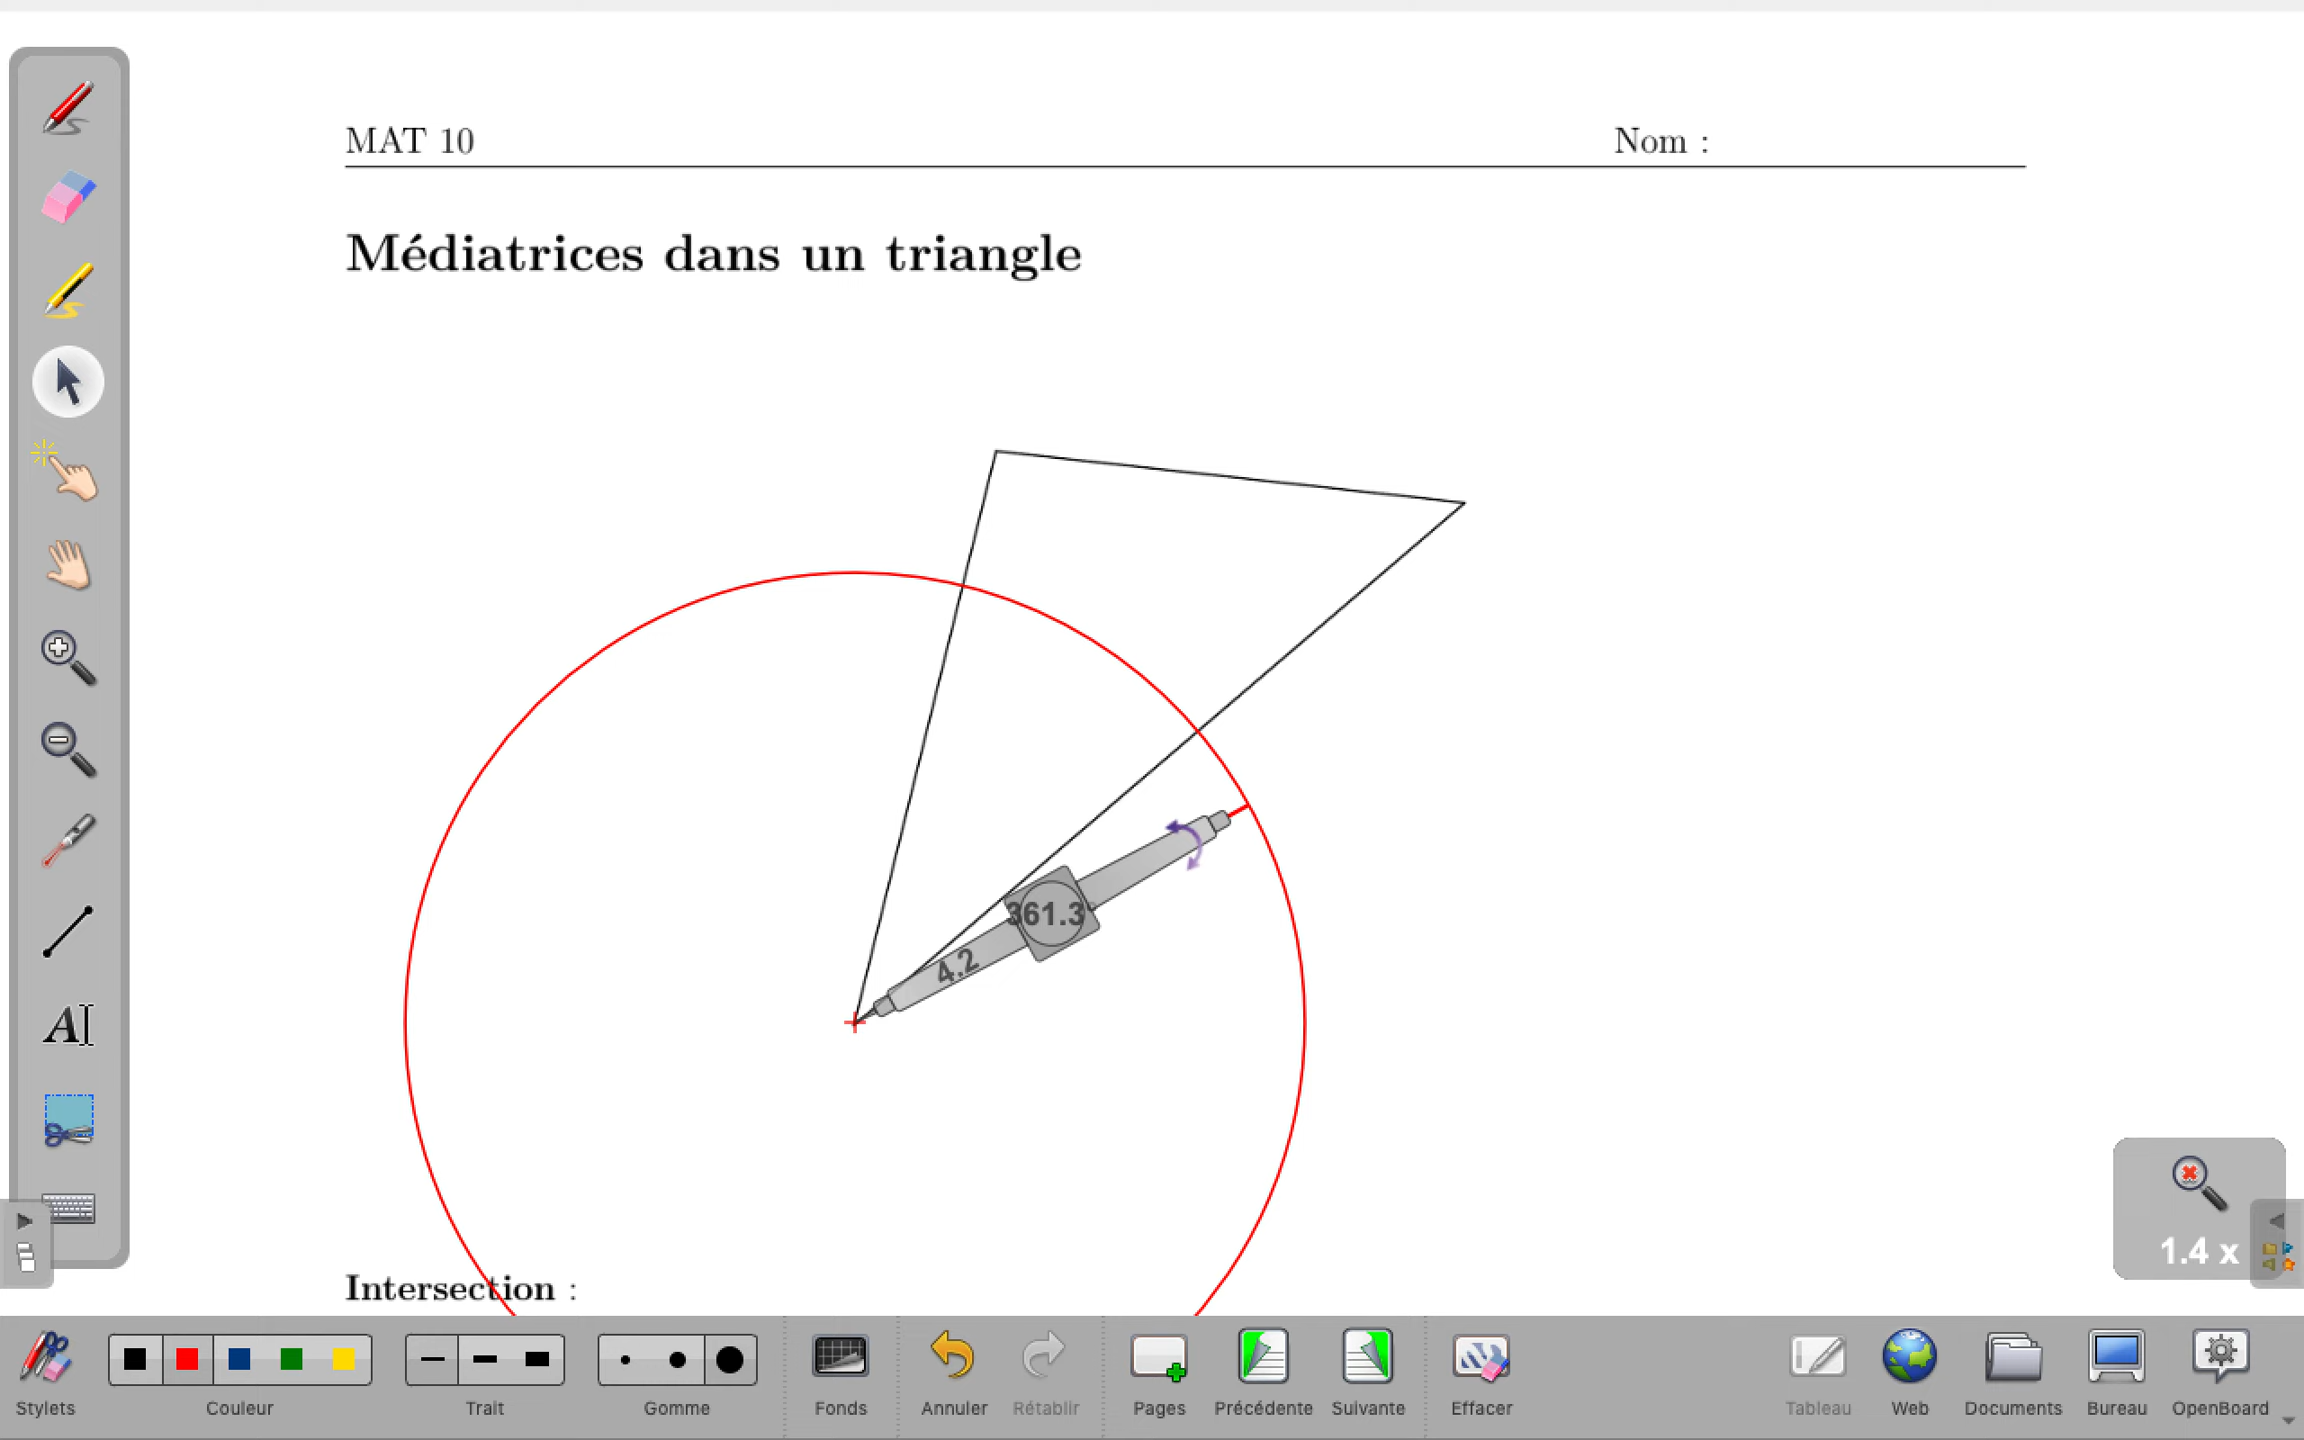 MAT 10 Nom :
Médiatrices dans un triangle
361.3°
4.2
A
Intersection :
1.4 x
Stylets Couleur Trait Gomme Fonds Annuler Rétablir Pages Précédente Suivante Effacer Tableau Web Documents Bureau OpenBoard